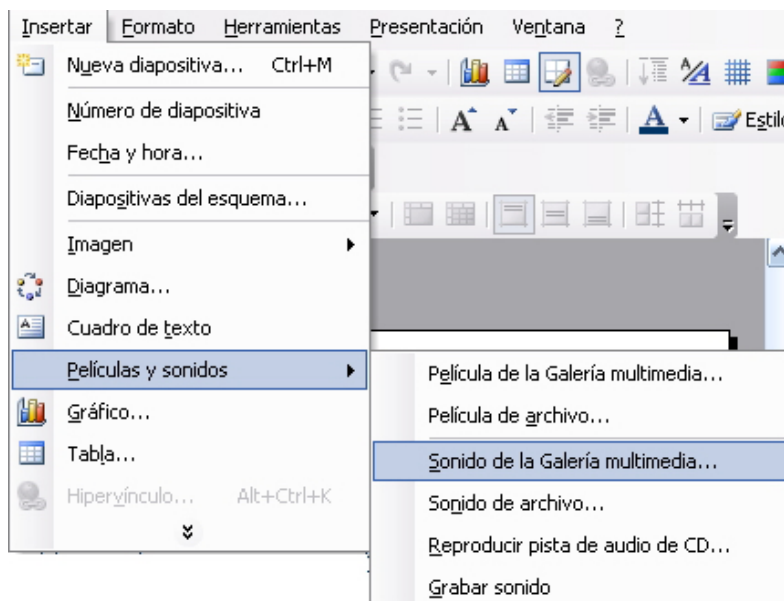 Insertar Formato Herramientas Presentación Ventana ?
Nueva diapositiva... Ctrl+M
Número de diapositiva
Fecha y hora...
Diapositivas del esquema...
Imagen
Diagrama...
Cuadro de texto
Películas y sonidos
Gráfico...
Tabla...
Hipervínculo... Alt+Ctrl+K
A A A Estilo
Película de la Galería multimedia...
Película de archivo...
Sonido de la Galería multimedia...
Sonido de archivo...
Reproducir pista de audio de CD...
Grabar sonido